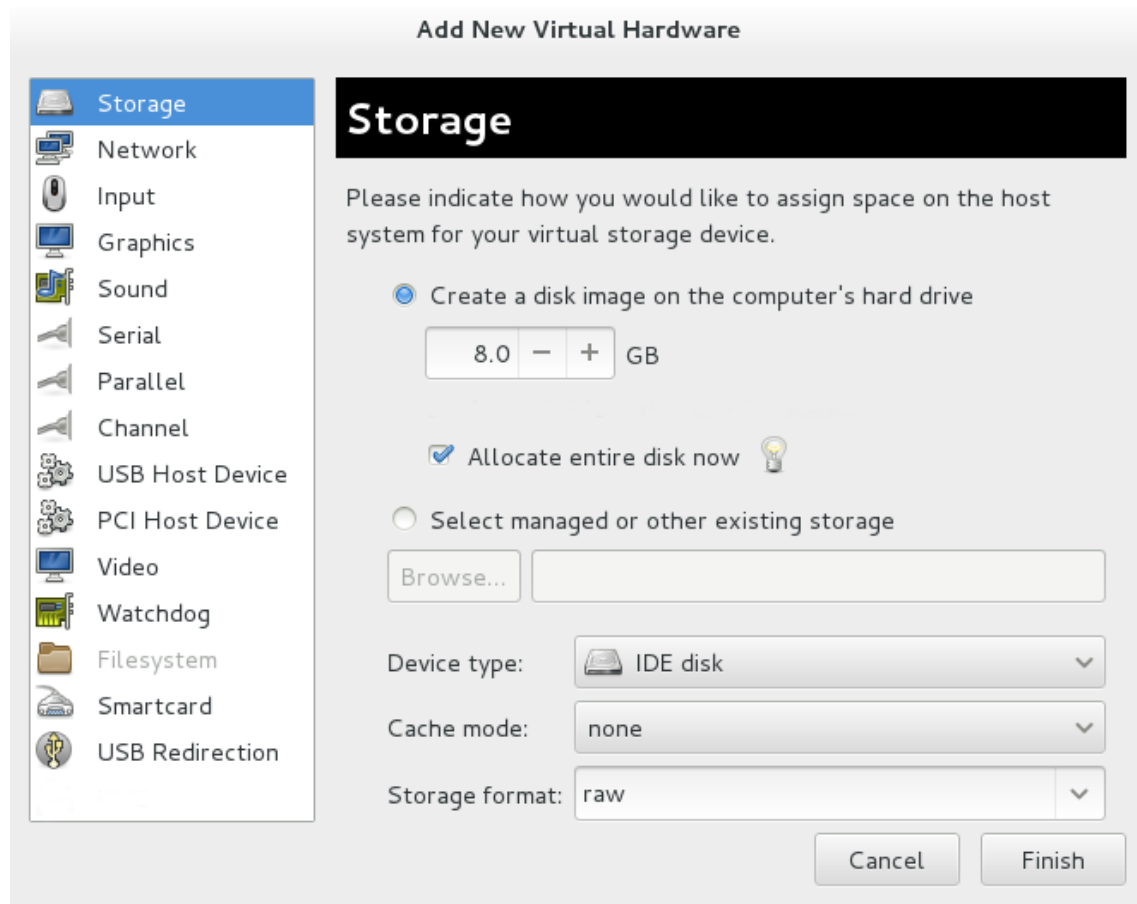 Add New Virtual Hardware
Storage
Network
Input
Graphics
Sound
Serial
Parallel
Channel
USB Host Device
PCI Host Device
Video
Watchdog
Filesystem
Smartcard
USB Redirection
Storage
Please indicate how you would like to assign space on the host
system for your virtual storage device.
Create a disk image on the computer's hard drive
8.0 − + GB
Allocate entire disk now
Select managed or other existing storage
Browse...
Device type: IDE disk
Cache mode: none
Storage format: raw
Cancel Finish